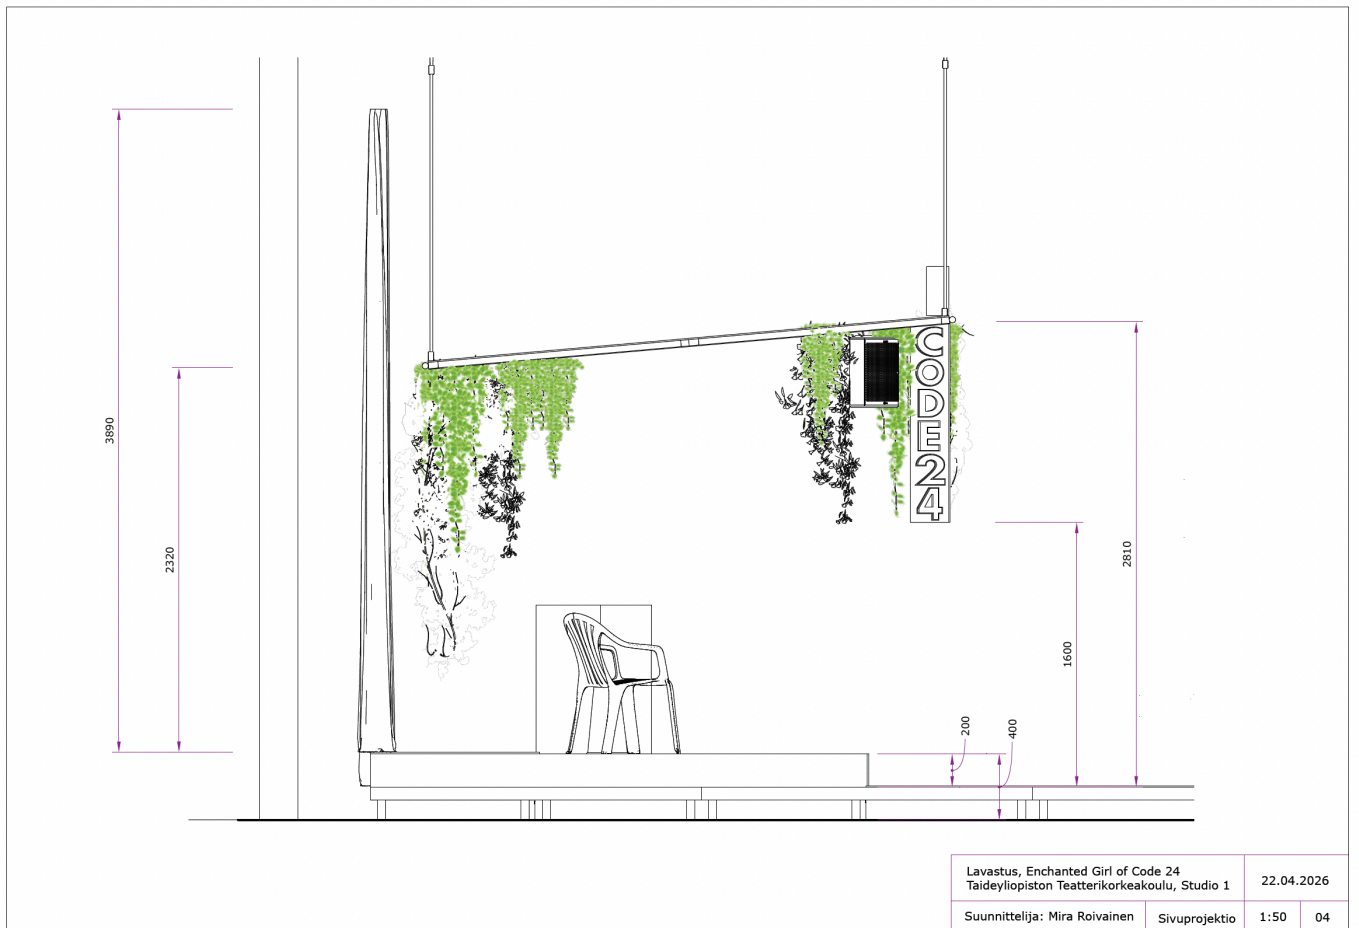 3890
2320
CODE24
2810
1600
200
400
Lavastus, Enchanted Girl of Code 24
Taideyliopiston Teatterikorkeakoulu, Studio 1
22.04.2026
Suunnittelija: Mira Roivainen
Sivuprojektio
1:50
04